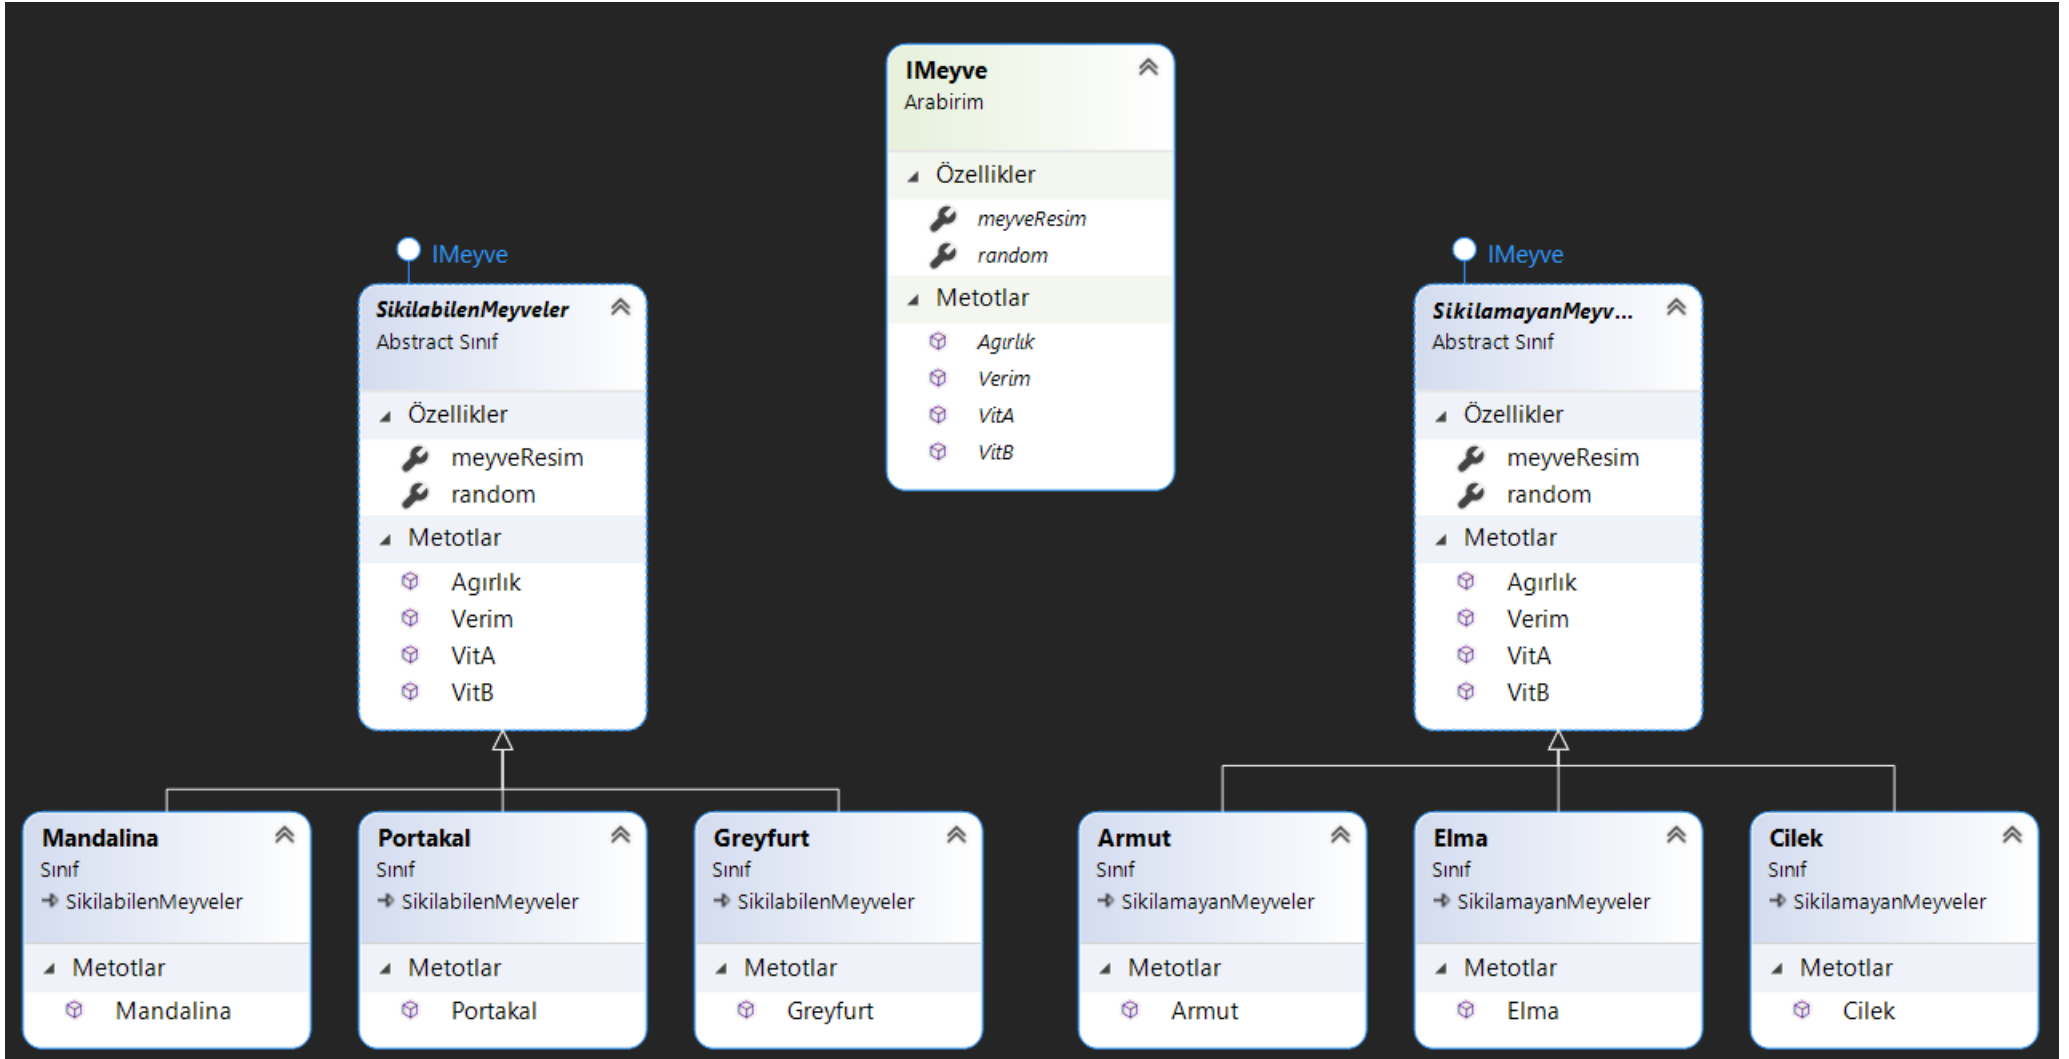 IMeyve
Arabirim
Özellikler
meyveResim
random
Metotlar
Agırlık
Verim
VitA
VitB
IMeyve
SikilabilenMeyveler
Abstract Sınıf
Özellikler
meyveResim
random
Metotlar
Agırlık
Verim
VitA
VitB
IMeyve
SikilamayanMeyv...
Abstract Sınıf
Özellikler
meyveResim
random
Metotlar
Agırlık
Verim
VitA
VitB
Mandalina
Sınıf
SikilabilenMeyveler
Metotlar
Mandalina
Portakal
Sınıf
SikilabilenMeyveler
Metotlar
Portakal
Greyfurt
Sınıf
SikilabilenMeyveler
Metotlar
Greyfurt
Armut
Sınıf
SikilamayanMeyveler
Metotlar
Armut
Elma
Sınıf
SikilamayanMeyveler
Metotlar
Elma
Cilek
Sınıf
SikilamayanMeyveler
Metotlar
Cilek